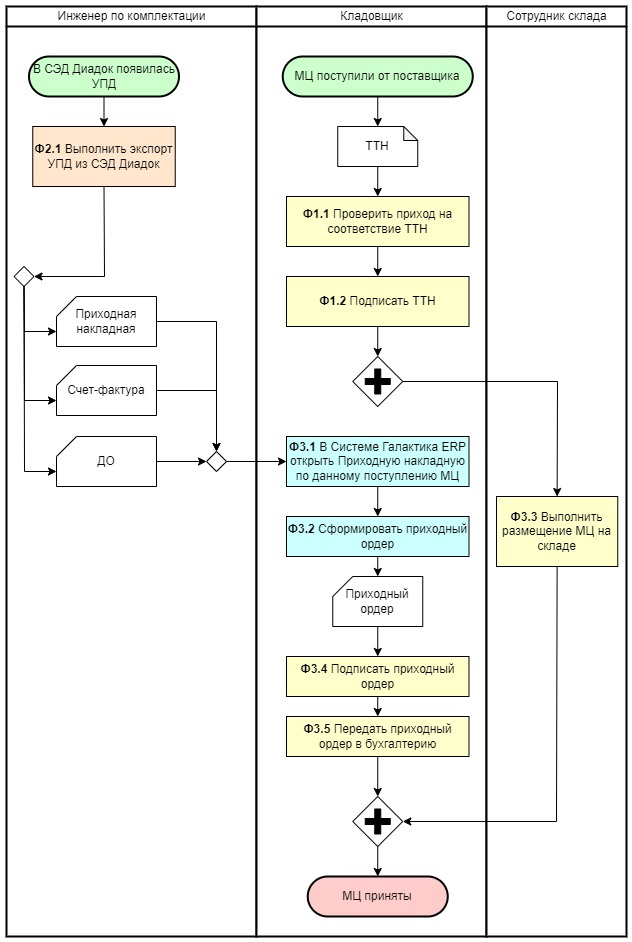 Инженер по комплектации
Кладовщик
Сотрудник склада
В СЭД Диадок появилась
УПД
МЦ поступили от поставщика
Ф2.1 Выполнить экспорт
УПД из СЭД Диадок
ТТН
Ф1.1 Проверить приход на
соответствие ТТН
Ф1.2 Подписать ТТН
Приходная
накладная
Счет-фактура
ДО
Ф3.1 В Системе Галактика ERP
открыть Приходную накладную
по данному поступлению МЦ
Ф3.2 Сформировать приходный
ордер
Ф3.3 Выполнить
размещение МЦ на
складе
Приходный
ордер
Ф3.4 Подписать приходный
ордер
Ф3.5 Передать приходный
ордер в бухгалтерию
МЦ приняты